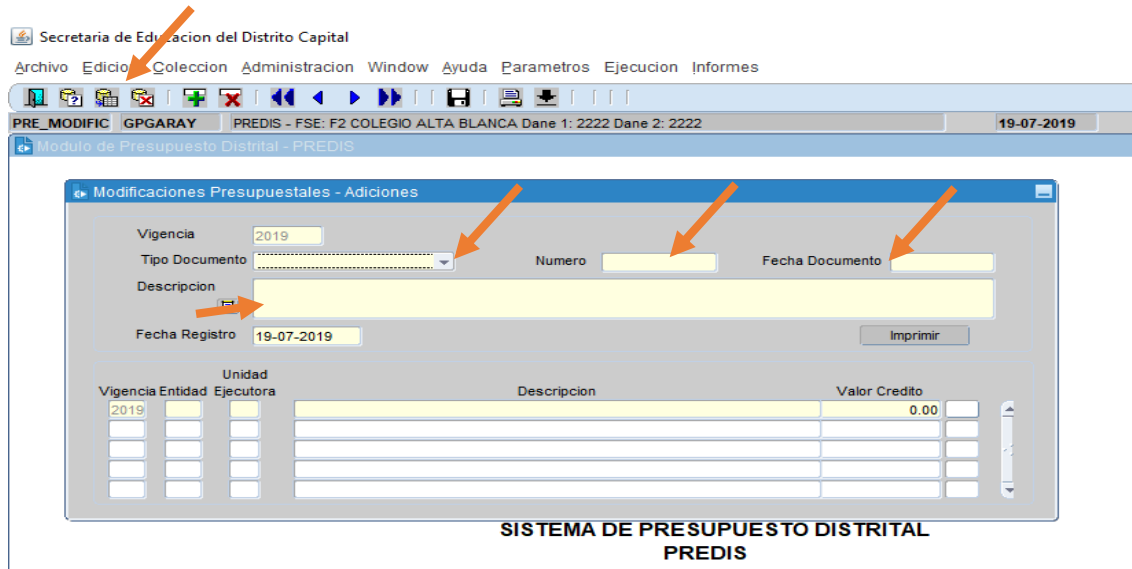 Secretaria de Educacion del Distrito Capital
Archivo Edicion Coleccion Administracion Window Ayuda Parametros Ejecucion Informes
PRE_MODIFIC GPGARAY PREDIS - FSE: F2 COLEGIO ALTA BLANCA Dane 1: 2222 Dane 2: 2222 19-07-2019
Modulo de Presupuesto Distrital - PREDIS
Modificaciones Presupuestales - Adiciones
Vigencia 2019
Tipo Documento Numero Fecha Documento
Descripcion
Fecha Registro 19-07-2019 Imprimir
Unidad
Vigencia Entidad Ejecutora Descripcion Valor Credito
2019 0.00
SISTEMA DE PRESUPUESTO DISTRITAL
PREDIS